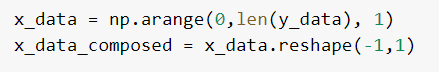 x_data = np.arange(0,len(y_data), 1)
x_data_composed = x_data.reshape(-1,1)